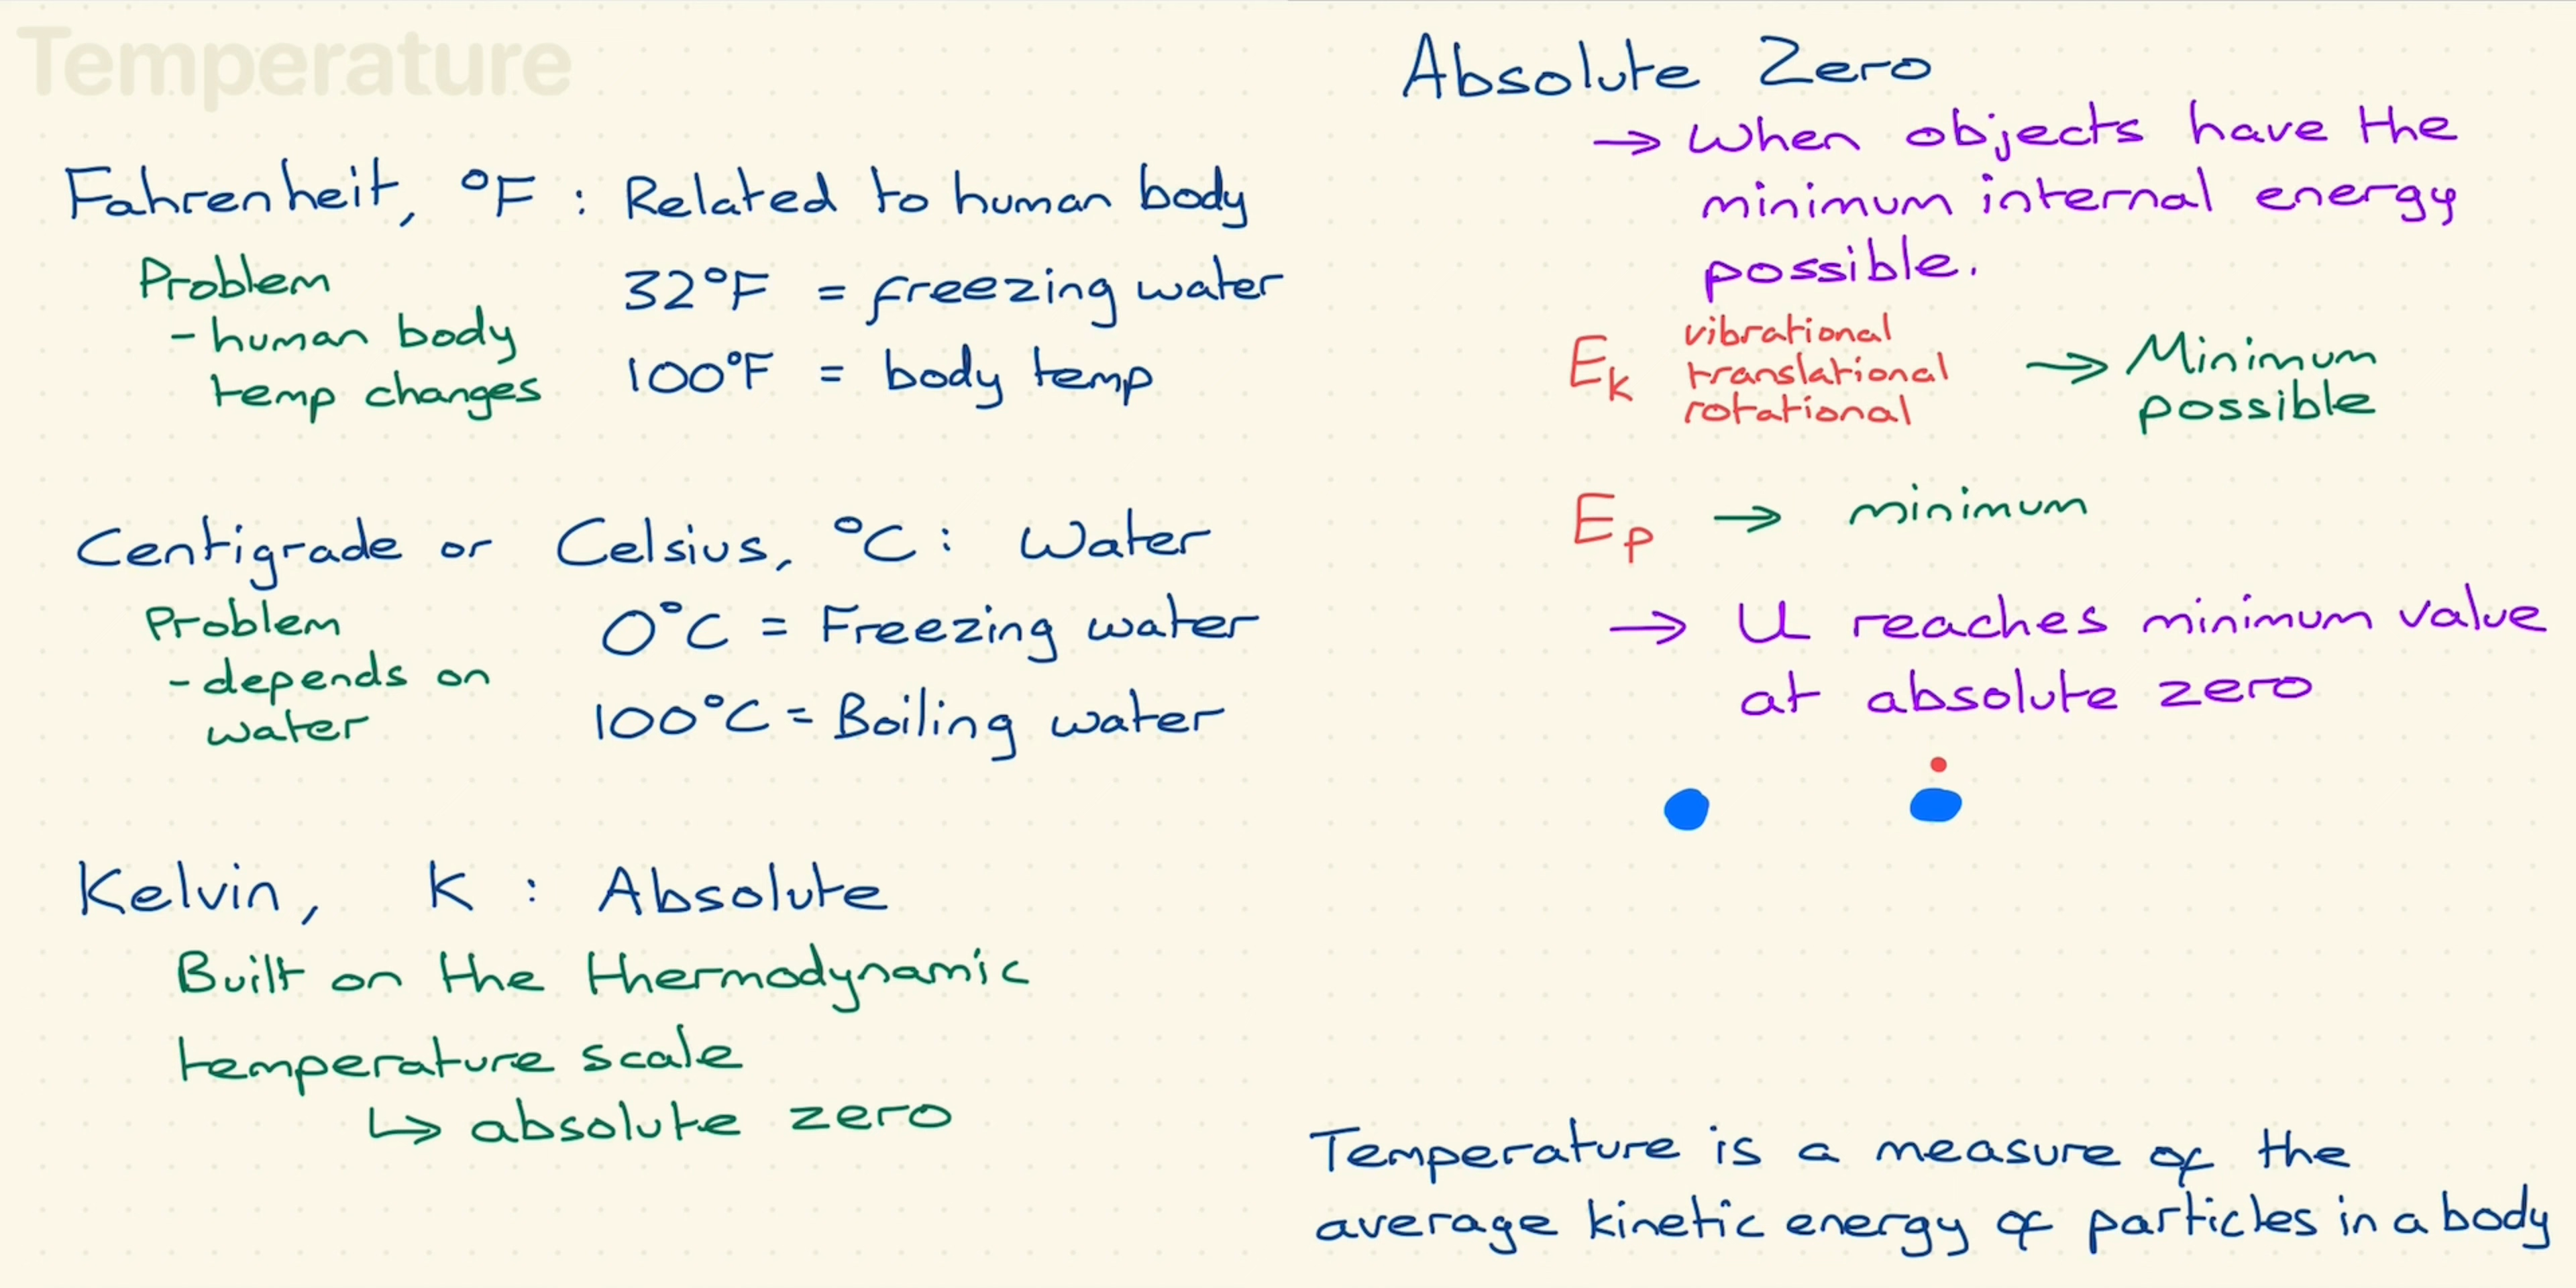 Temperature
Fahrenheit, °F : Related to human body
Problem
- human body
temp changes
32°F = freezing water
100°F = body temp
Centigrade or Celsius, °C : Water
Problem
- depends on
water
0°C = Freezing water
100°C = Boiling water
Kelvin, K : Absolute
Built on the thermodynamic
temperature scale
↳ absolute zero
Absolute Zero
→ When objects have the
minimum internal energy
possible.
Ek vibrational
translational
rotational
→ Minimum
possible
Ep → minimum
→ U reaches minimum value
at absolute zero
Temperature is a measure of the
average kinetic energy of particles in a body